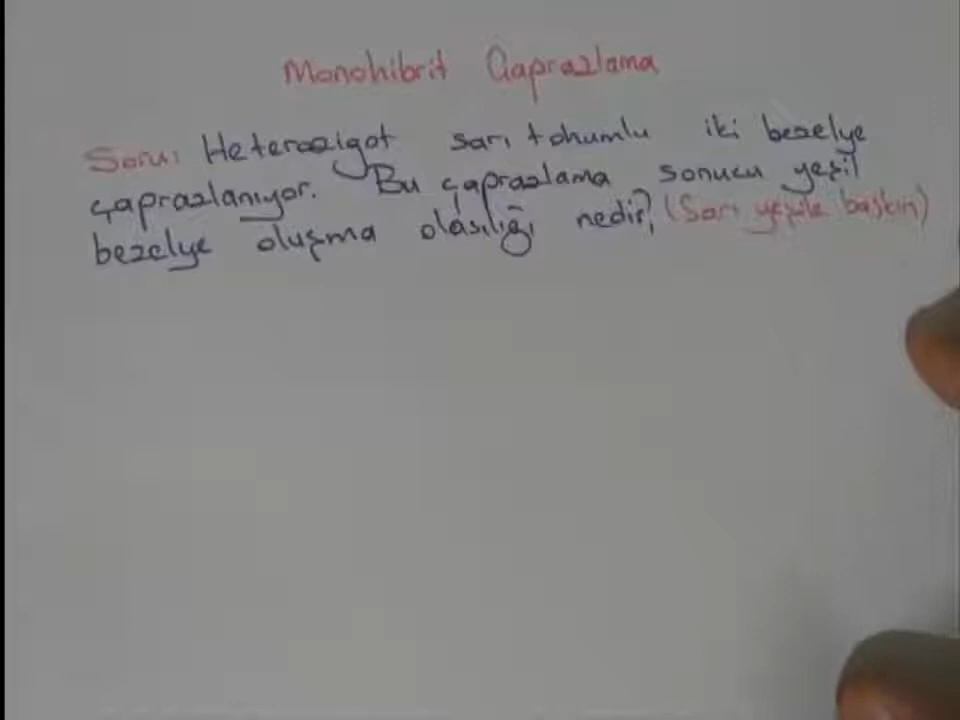 Monohibrit Çaprazlama
Soru: Heterozigot sarı tohumlu iki bezelye
çaprazlanıyor. Bu çaprazlama sonucu yeşil
bezelye oluşma olasılığı nedir? (Sarı yeşile baskın)